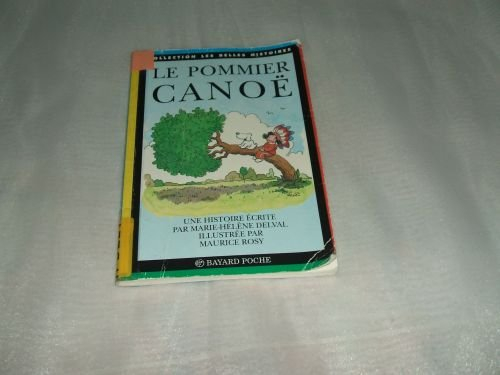 COLLECTION LES BELLES HISTOIRES
LE POMMIER
CANOË
UNE HISTOIRE ÉCRITE
PAR MARIE-HÉLÈNE DELVAL
ILLUSTRÉE PAR
MAURICE ROSY
BAYARD POCHE